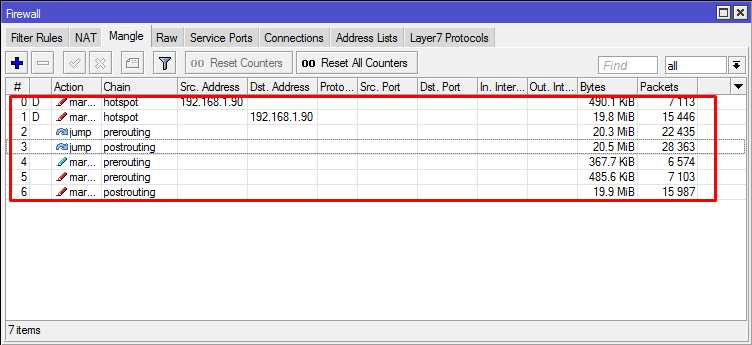 Firewall
Filter Rules NAT Mangle Raw Service Ports Connections Address Lists Layer7 Protocols
00 Reset Counters 00 Reset All Counters Find all
# Action Chain Src. Address Dst. Address Proto... Src. Port Dst. Port In. Inter... Out. Int... Bytes Packets
0 D mar... hotspot 192.168.1.90 490.1 KiB 7 113
1 D mar... hotspot 192.168.1.90 19.8 MiB 15 446
2 jump prerouting 20.3 MiB 22 435
3 jump postrouting 20.5 MiB 28 363
4 mar... prerouting 367.7 KiB 6 574
5 mar... prerouting 485.6 KiB 7 103
6 mar... postrouting 19.9 MiB 15 987
7 items